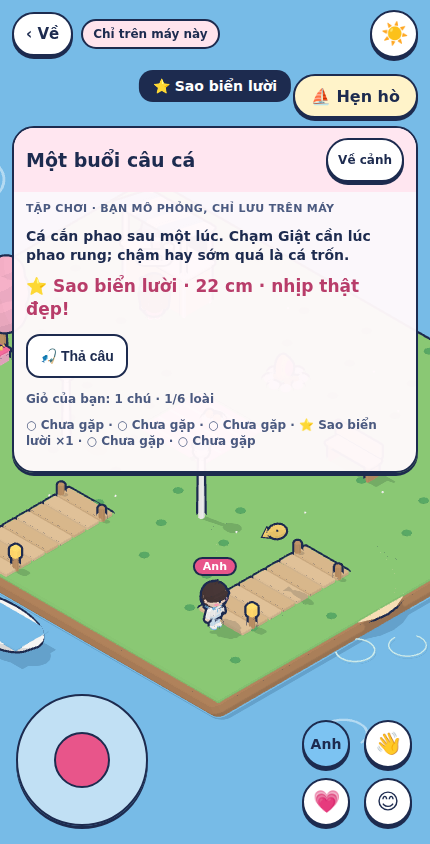 ‹ Về
Chỉ trên máy này
☀️
⭐ Sao biển lười
⛵ Hẹn hò
Một buổi câu cá
Về cảnh
TẬP CHƠI · BẠN MÔ PHỎNG, CHỈ LƯU TRÊN MÁY
Cá cắn phao sau một lúc. Chạm Giật cần lúc
phao rung; chậm hay sớm quá là cá trốn.
⭐ Sao biển lười · 22 cm · nhịp thật
đẹp!
🎣 Thả câu
Giỏ của bạn: 1 chú · 1/6 loài
○ Chưa gặp · ○ Chưa gặp · ○ Chưa gặp · ⭐ Sao biển
lười ×1 · ○ Chưa gặp · ○ Chưa gặp
Anh
Anh